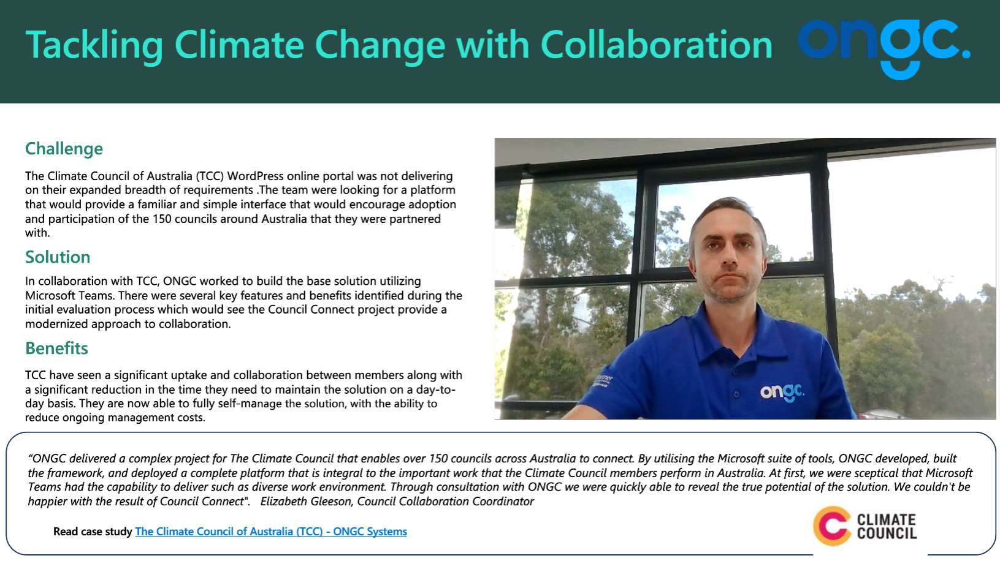 Tackling Climate Change with Collaboration
ongc.
Challenge
The Climate Council of Australia (TCC) WordPress online portal was not delivering
on their expanded breadth of requirements .The team were looking for a platform
that would provide a familiar and simple interface that would encourage adoption
and participation of the 150 councils around Australia that they were partnered
with.
Solution
In collaboration with TCC, ONGC worked to build the base solution utilizing
Microsoft Teams. There were several key features and benefits identified during the
initial evaluation process which would see the Council Connect project provide a
modernized approach to collaboration.
Benefits
TCC have seen a significant uptake and collaboration between members along with
a significant reduction in the time they need to maintain the solution on a day-to-
day basis. They are now able to fully self-manage the solution, with the ability to
reduce ongoing management costs.
ongc.
“ONGC delivered a complex project for The Climate Council that enables over 150 councils across Australia to connect. By utilising the Microsoft suite of tools, ONGC developed, built
the framework, and deployed a complete platform that is integral to the important work that the Climate Council members perform in Australia. At first, we were sceptical that Microsoft
Teams had the capability to deliver such as diverse work environment. Through consultation with ONGC we were quickly able to reveal the true potential of the solution. We couldn't be
happier with the result of Council Connect". Elizabeth Gleeson, Council Collaboration Coordinator
Read case study The Climate Council of Australia (TCC) - ONGC Systems
CLIMATE
COUNCIL